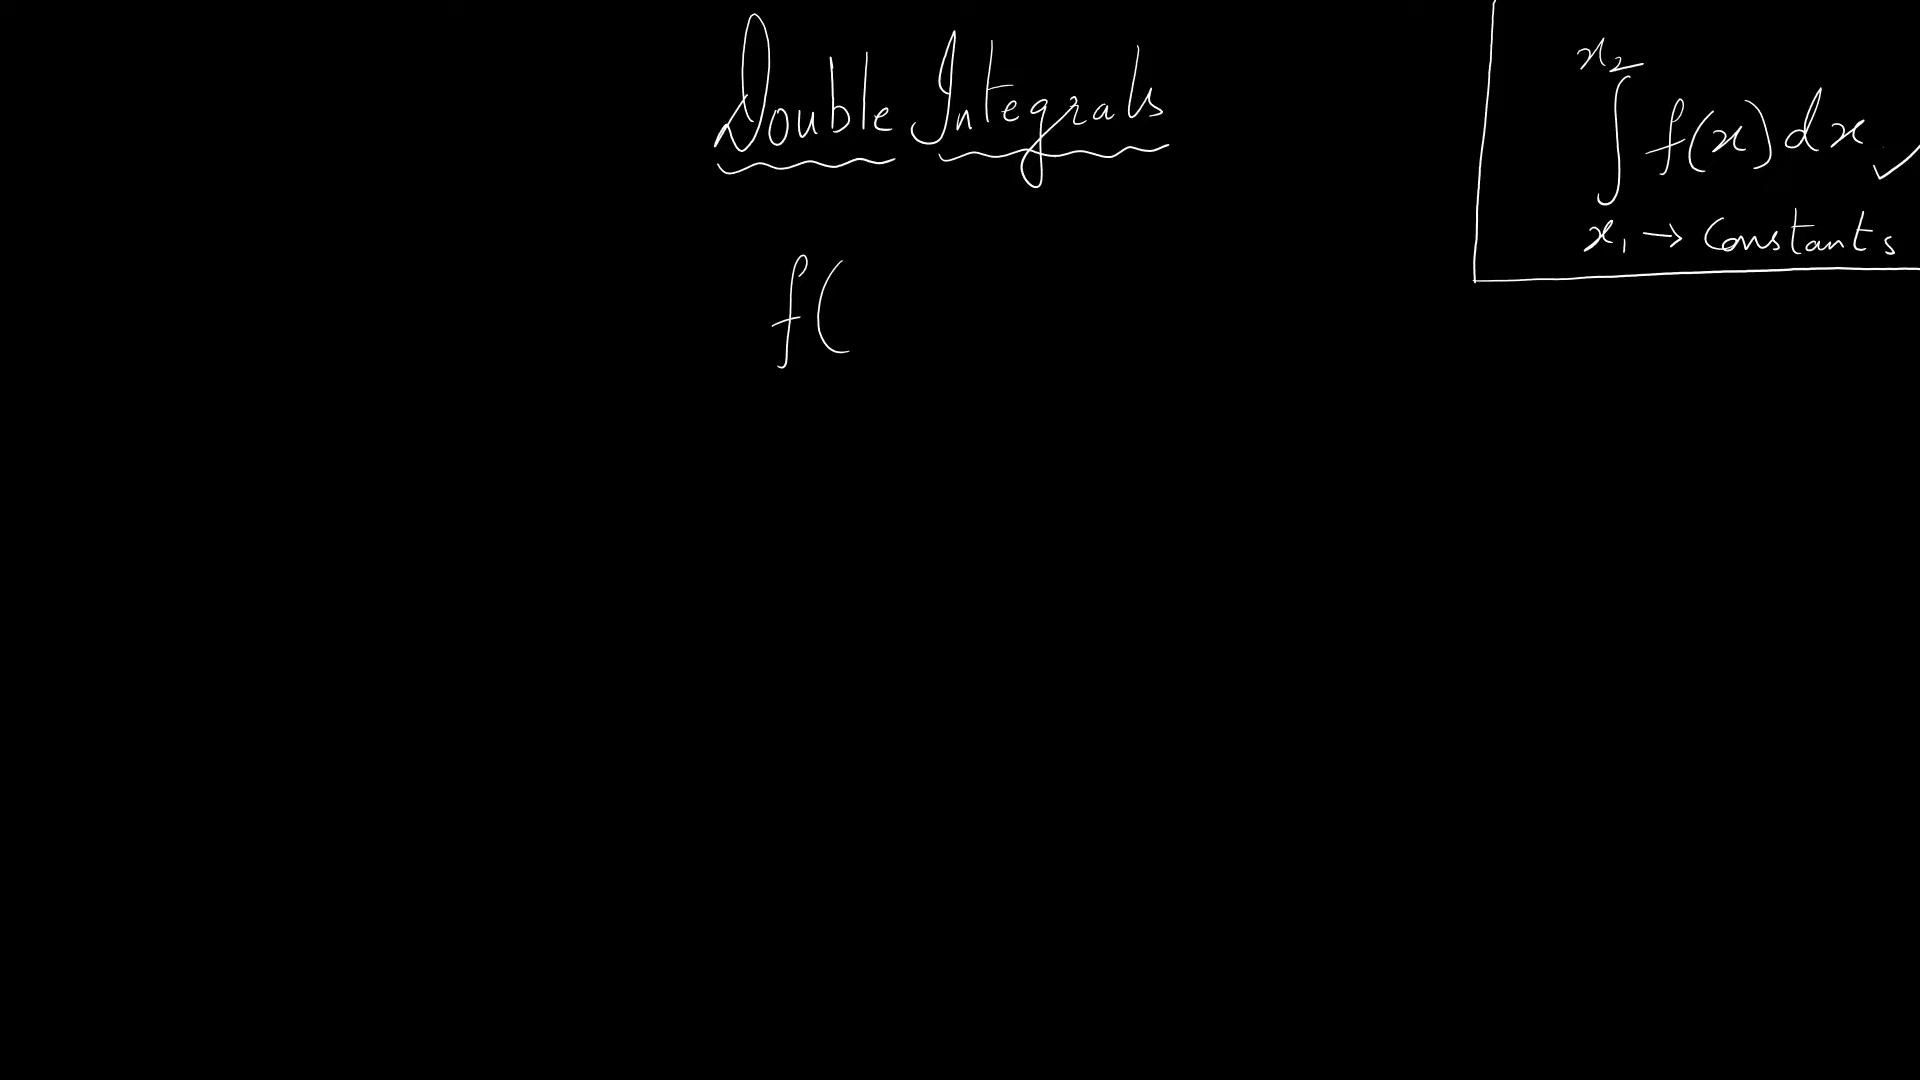 Double Integrals
x₂
∫ f(x) dx ✓
x₁ → Constants
f(